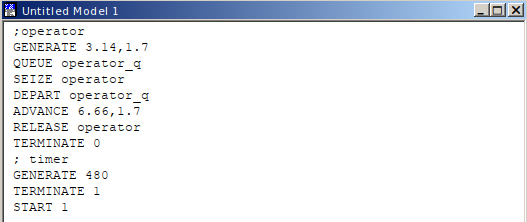 Untitled Model 1
;operator
GENERATE 3.14,1.7
QUEUE operator_q
SEIZE operator
DEPART operator_q
ADVANCE 6.66,1.7
RELEASE operator
TERMINATE 0
; timer
GENERATE 480
TERMINATE 1
START 1